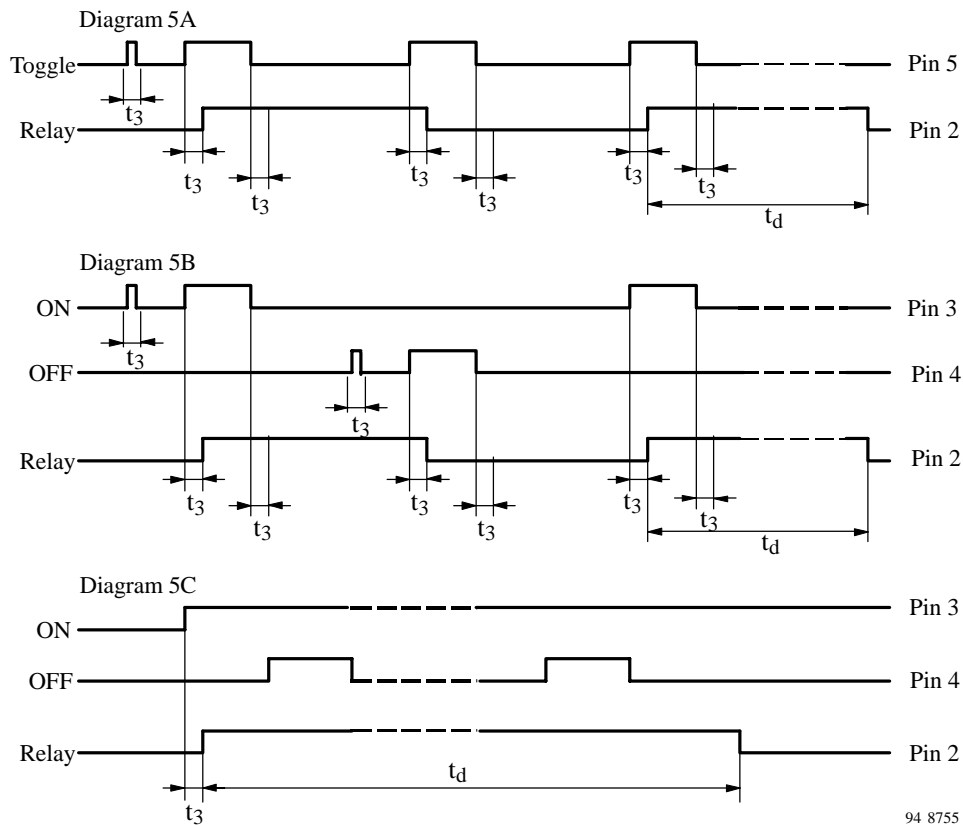 Diagram 5A
Toggle Pin 5
t3
Relay Pin 2
t3 t3 t3 t3 t3 t3
td
Diagram 5B
ON Pin 3
t3
OFF Pin 4
t3
Relay Pin 2
t3 t3 t3 t3 t3 t3
td
Diagram 5C
ON Pin 3
OFF Pin 4
Relay Pin 2
td
t3
94 8755